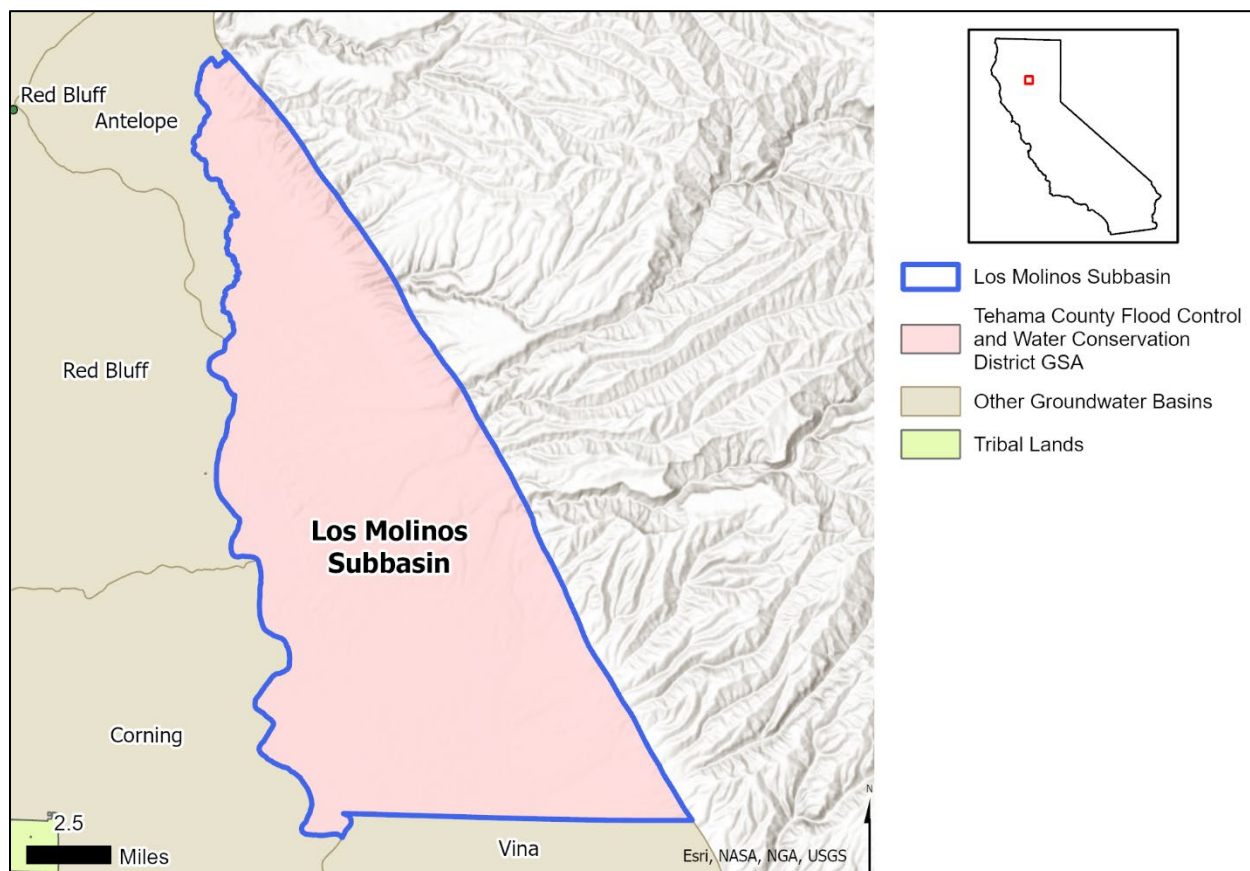 Red Bluff
Antelope
Red Bluff
Los Molinos
Subbasin
Corning
2.5
Miles
Vina
Esri, NASA, NGA, USGS
N
Los Molinos Subbasin
Tehama County Flood Control
and Water Conservation
District GSA
Other Groundwater Basins
Tribal Lands